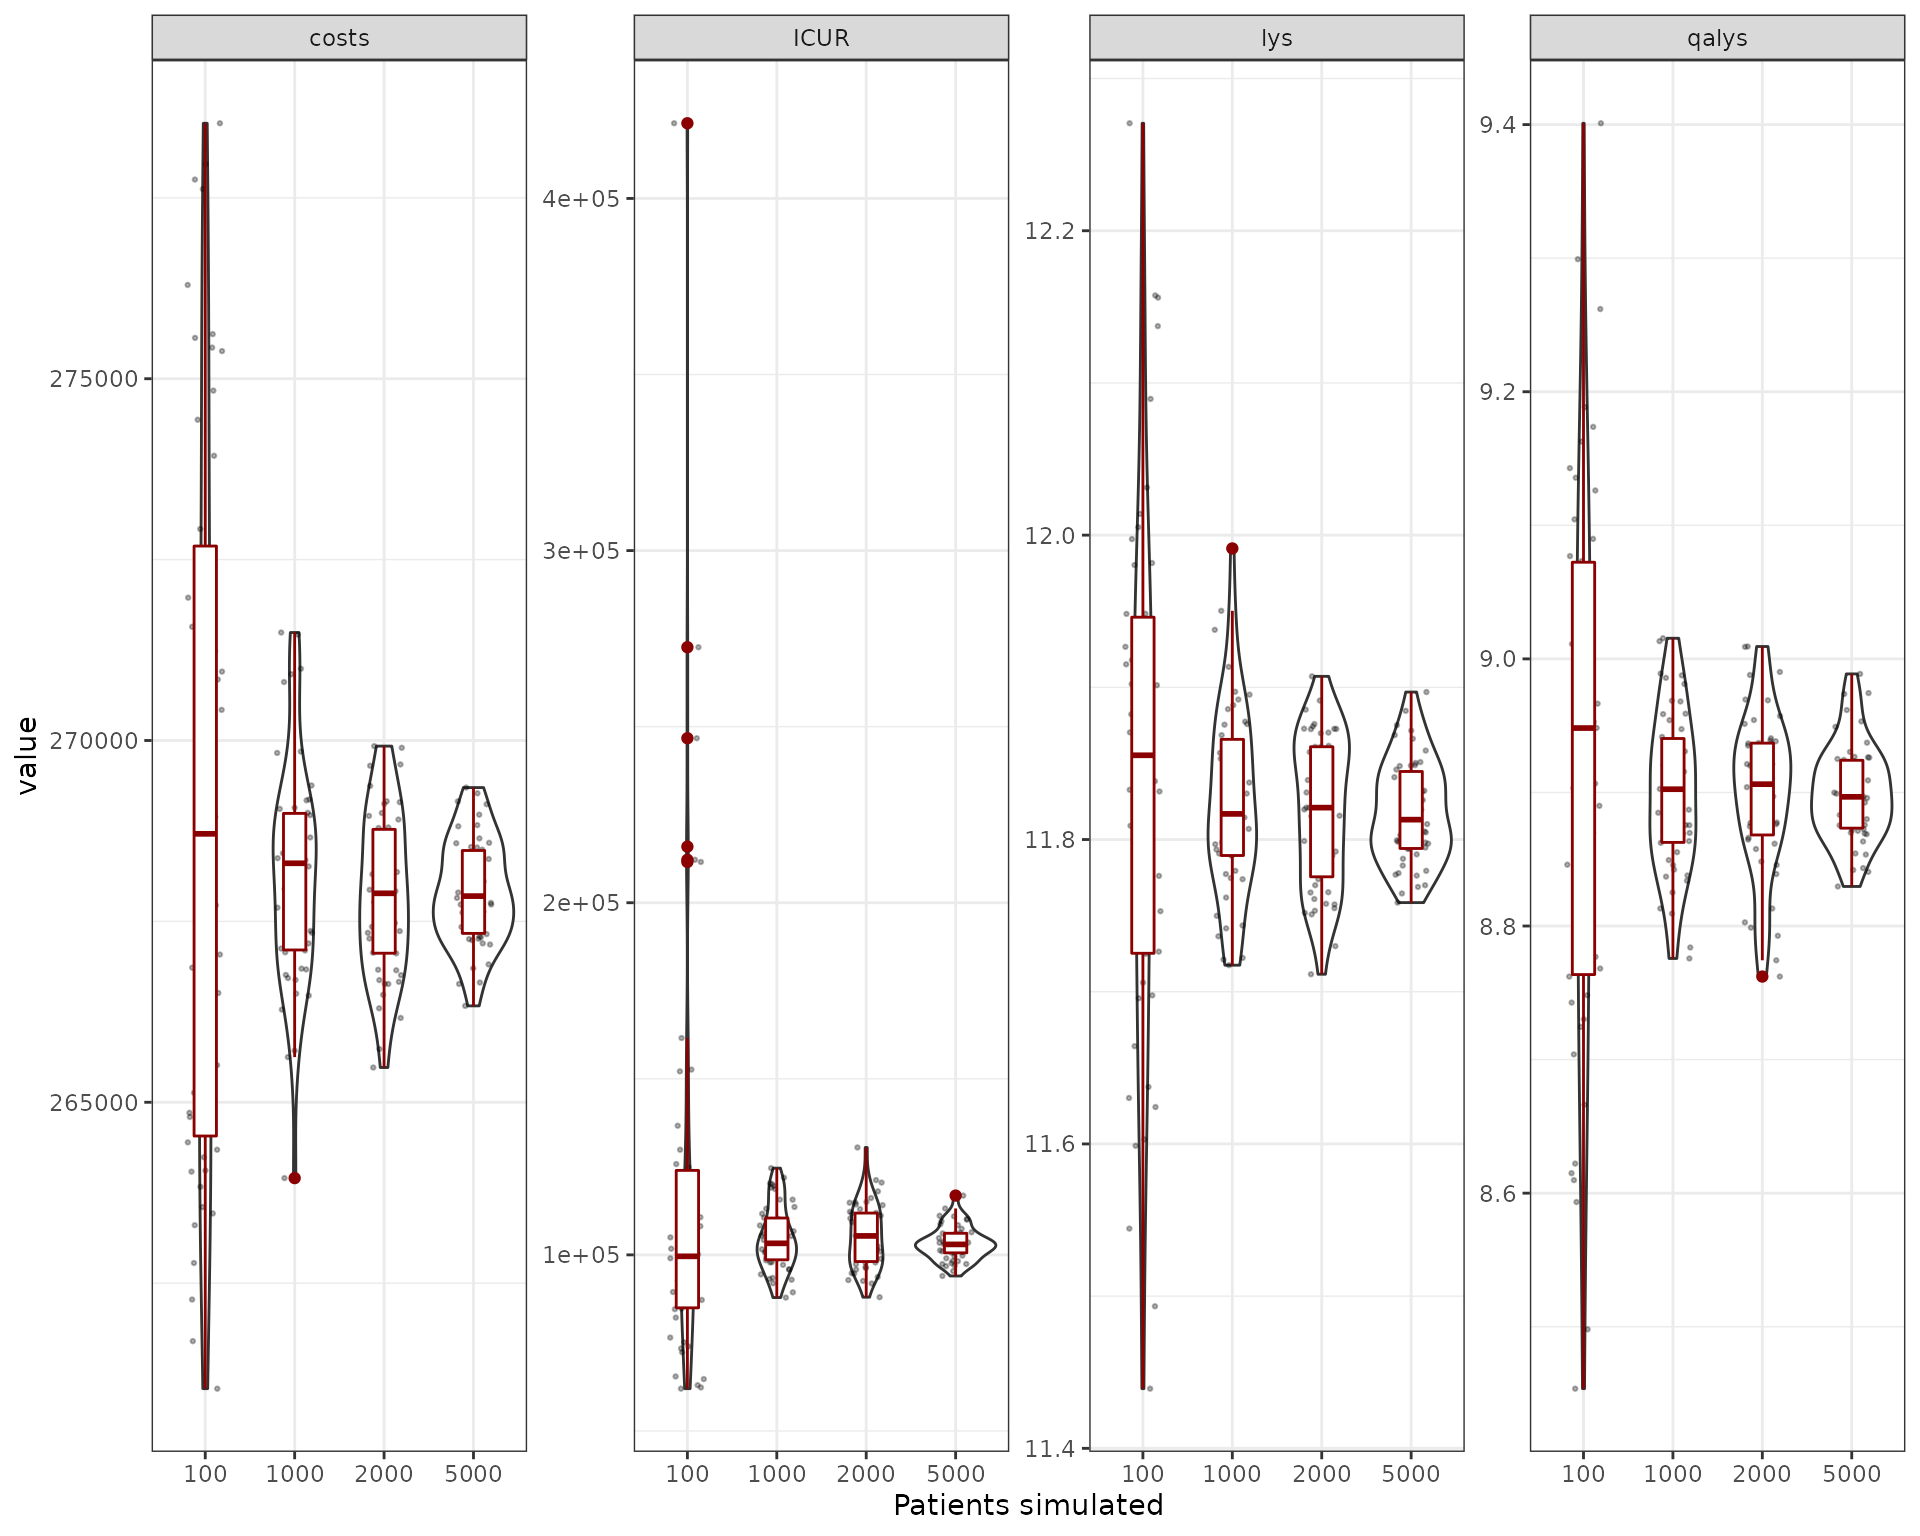 costs ICUR lys qalys
value
275000
270000
265000
4e+05
3e+05
2e+05
1e+05
12.2
12.0
11.8
11.6
11.4
9.4
9.2
9.0
8.8
8.6
100 1000 2000 5000 100 1000 2000 5000 100 1000 2000 5000 100 1000 2000 5000
Patients simulated